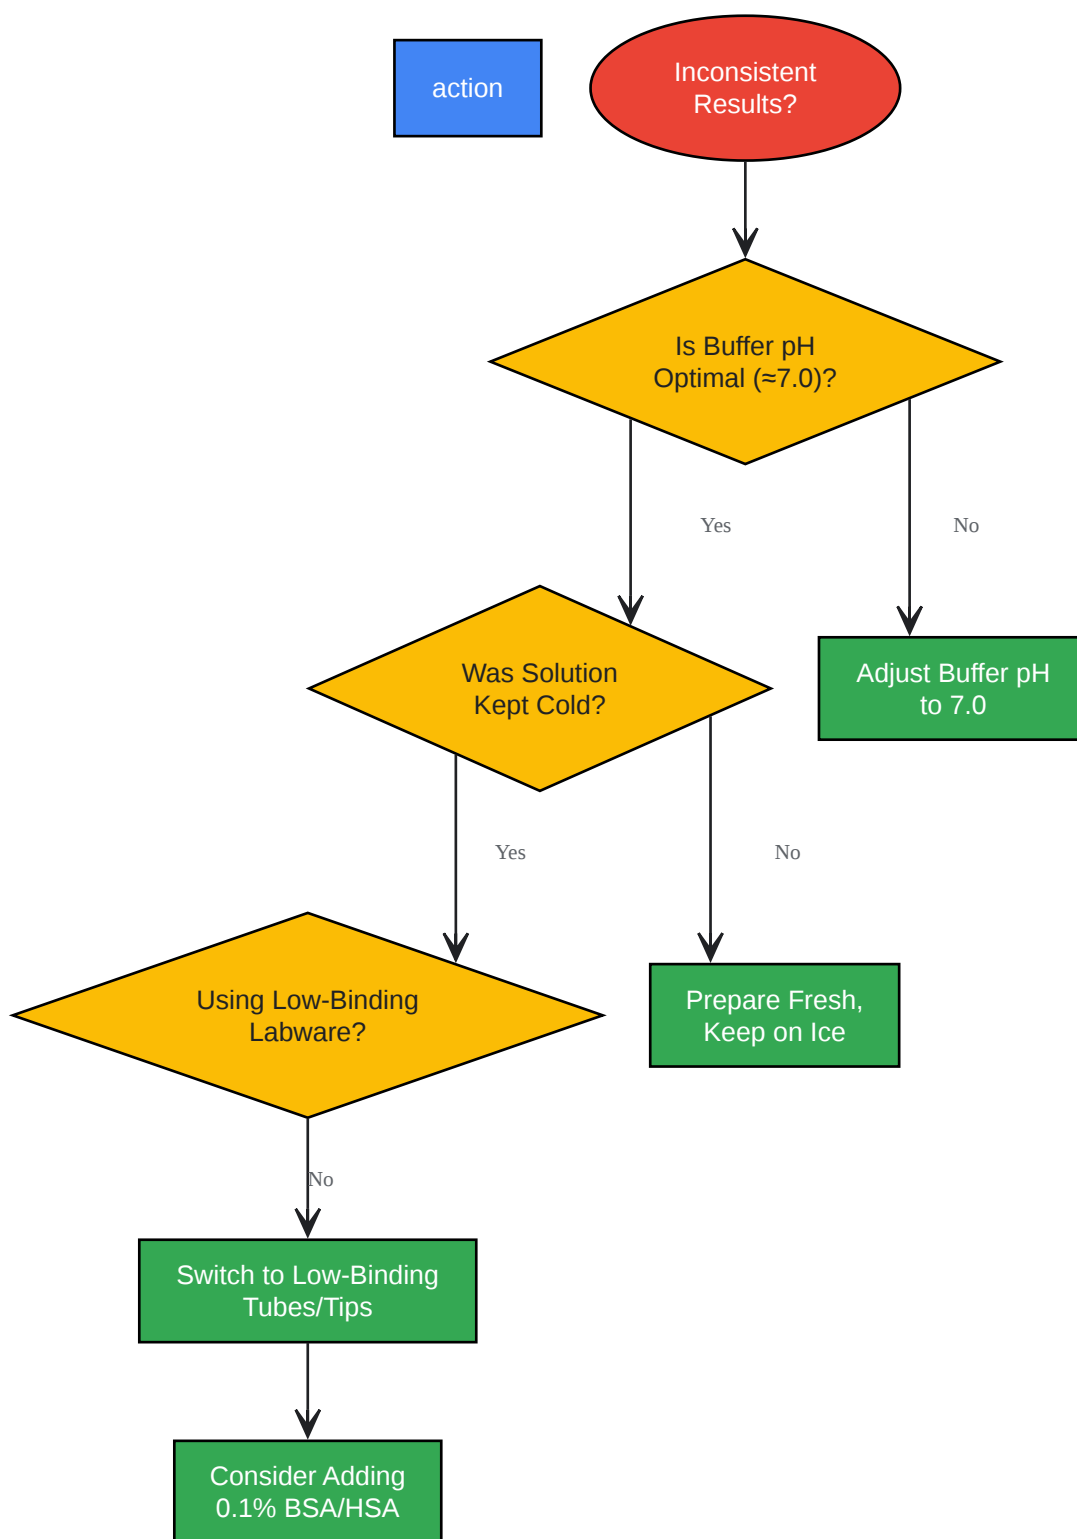 action
Inconsistent
Results?
Is Buffer pH
Optimal (≈7.0)?
Yes
No
Was Solution
Kept Cold?
Adjust Buffer pH
to 7.0
Yes
No
Using Low-Binding
Labware?
Prepare Fresh,
Keep on Ice
No
Switch to Low-Binding
Tubes/Tips
Consider Adding
0.1% BSA/HSA